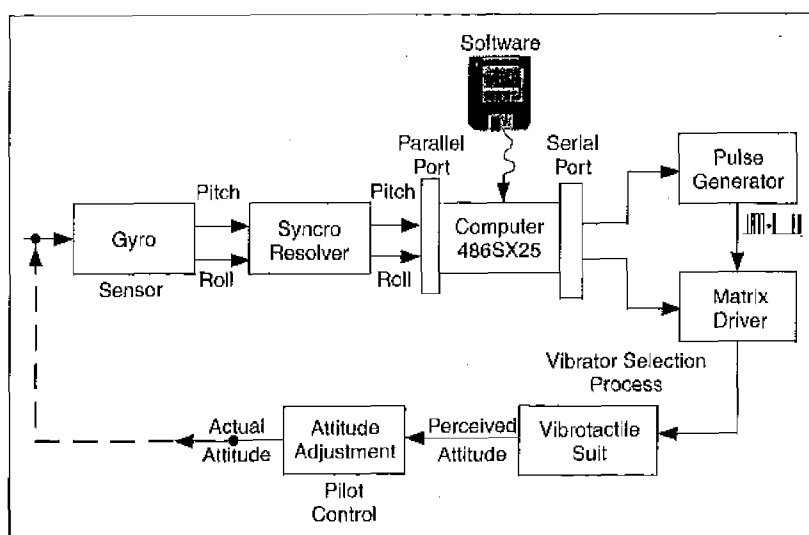 Software
Parallel
Port
Serial
Port
Pulse
Generator
Pitch
Pitch
Gyro
Syncro
Resolver
Computer
486SX25
Roll
Roll
Sensor
Matrix
Driver
Vibrator Selection
Process
Actual
Attitude
Attitude
Adjustment
Perceived
Attitude
Vibrotactile
Suit
Pilot
Control